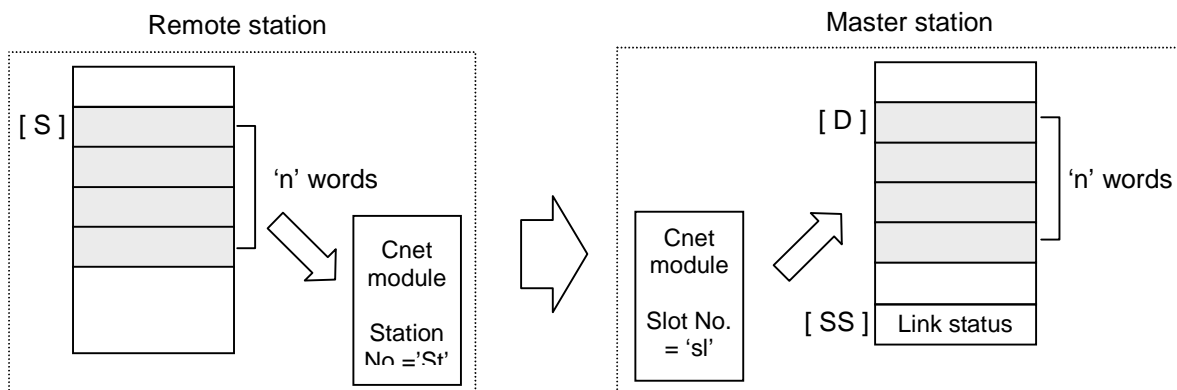 Remote station
[ S ]
'n' words
Cnet
module
Station
No ='St'
Master station
[ D ]
'n' words
Cnet
module
Slot No.
= 'sl'
[ SS ]
Link status